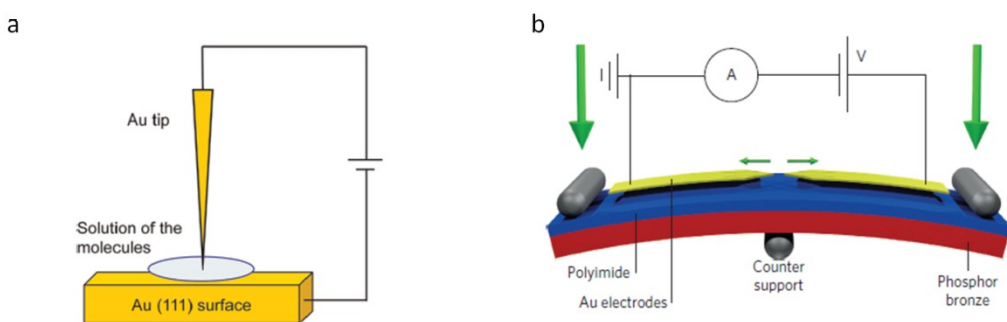 a
Au tip
Solution of the
molecules
Au (111) surface
b
A
V
Polyimide
Au electrodes
Counter
support
Phosphor
bronze